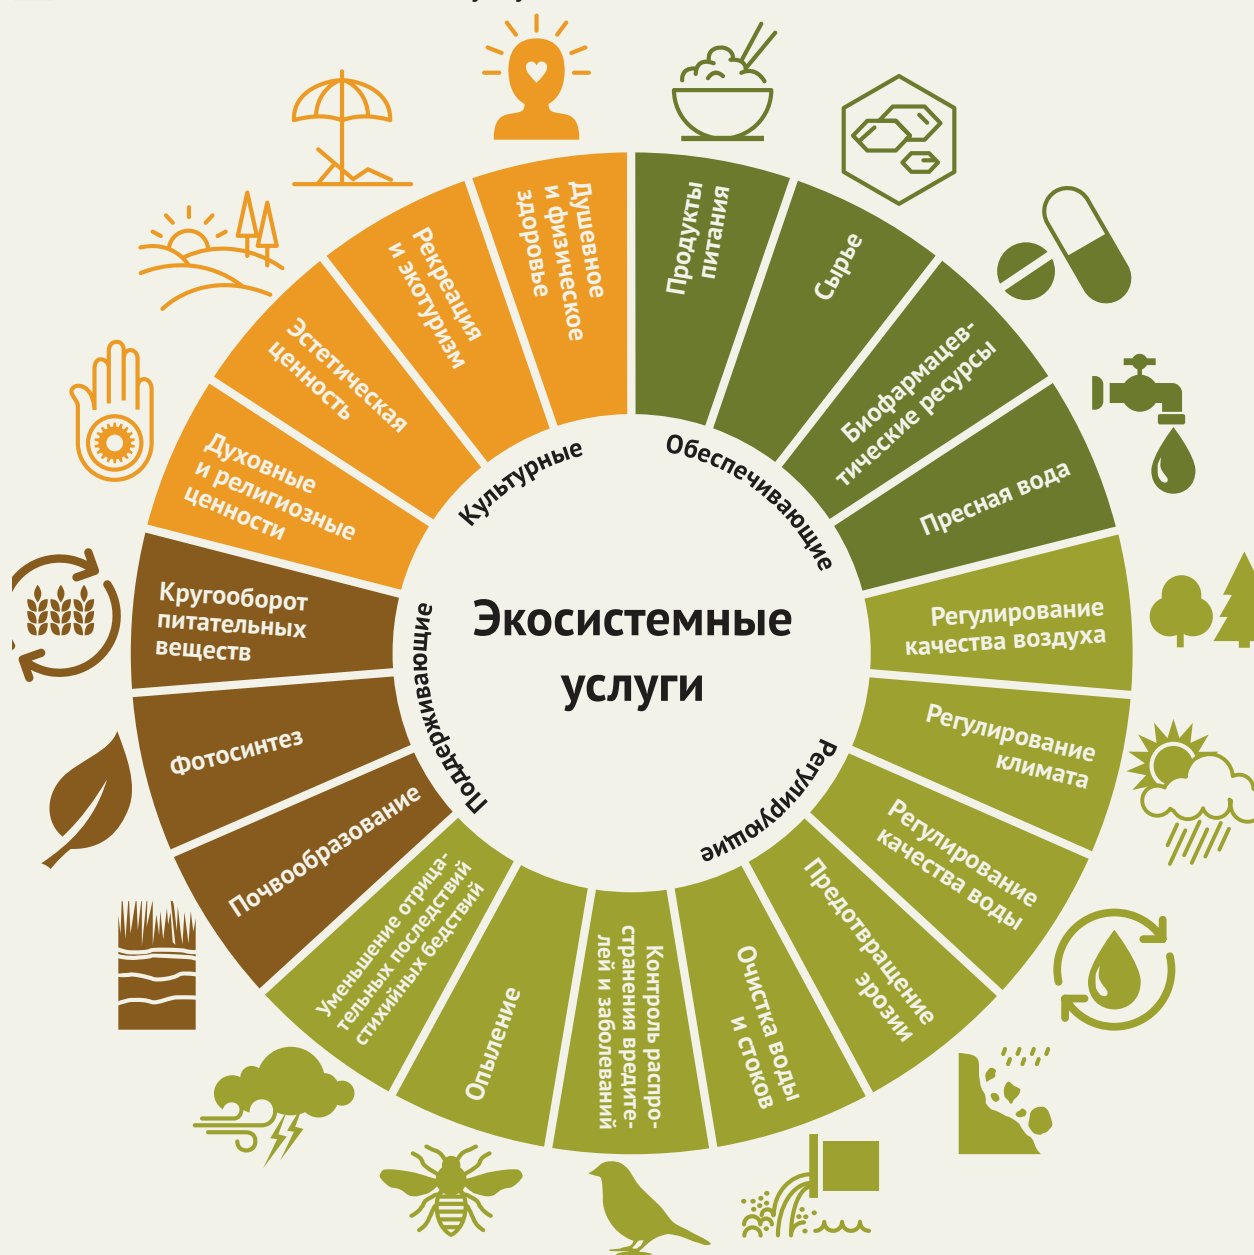 Экосистемные
услуги
Обеспечивающие
Продукты
питания
Сырье
Биофармацев-
тические ресурсы
Пресная вода
Регулирующие
Регулирование
качества воздуха
Регулирование
климата
Регулирование
качества воды
Предотвращение
эрозии
Очистка воды
и стоков
Контроль распро-
странения вредите-
лей и заболеваний
Опыление
Уменьшение отрица-
тельных последствий
стихийных бедствий
Поддерживающие
Почвообразование
Фотосинтез
Кругооборот
питательных
веществ
Культурные
Духовные
и религиозные
ценности
Эстетическая
ценность
Рекреация
и экотуризм
Душевное
и физическое
здоровье